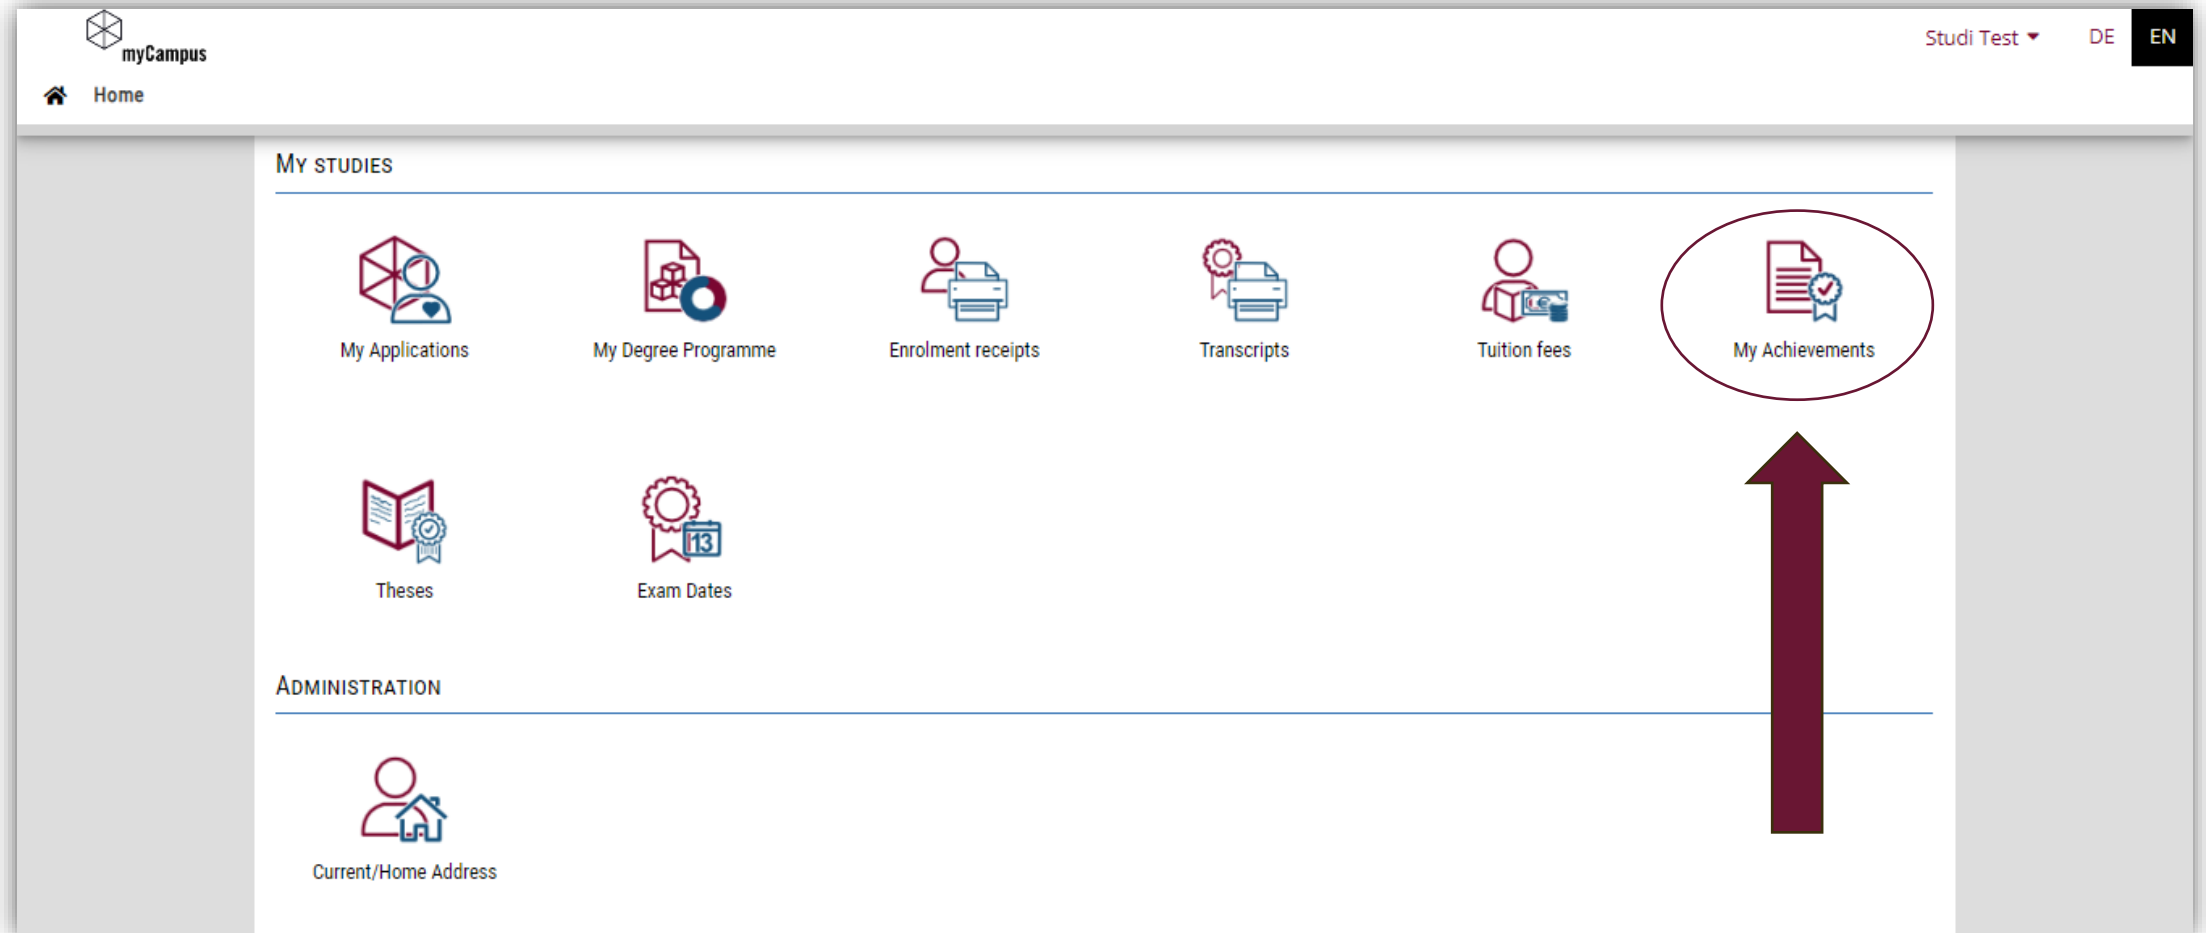 myCampus
Studi Test
DE
EN
Home
MY STUDIES
My Applications
My Degree Programme
Enrolment receipts
Transcripts
Tuition fees
My Achievements
13
Theses
Exam Dates
ADMINISTRATION
Current/Home Address